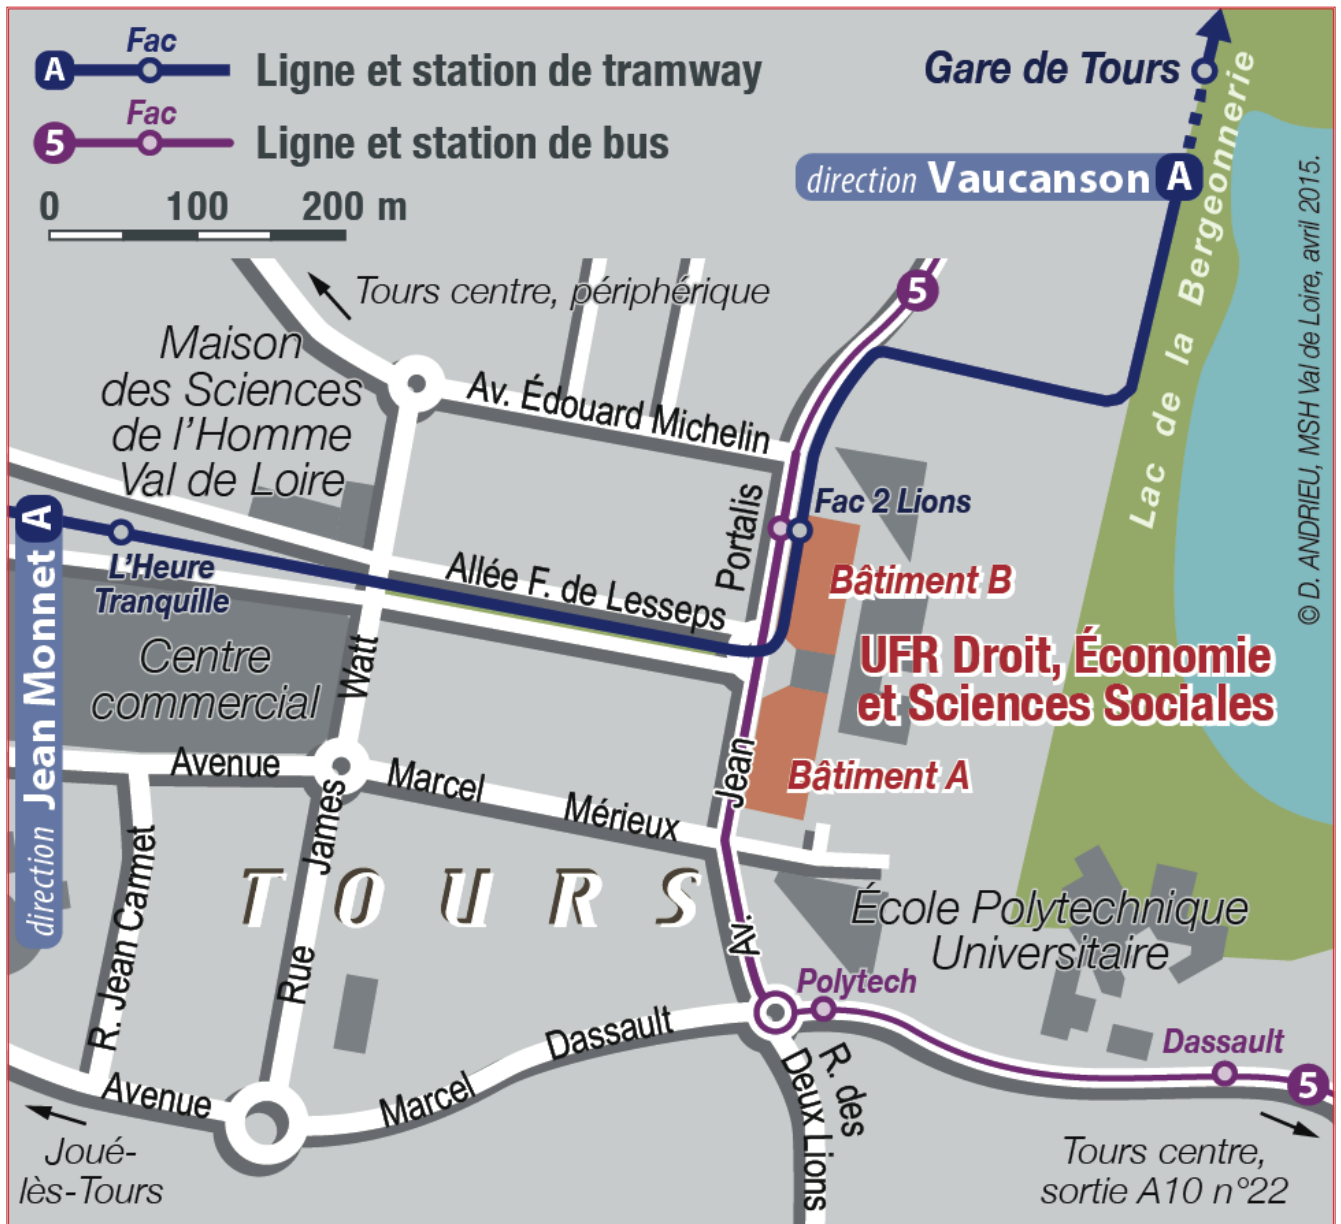 Fac
A
Ligne et station de tramway
Fac
5
Ligne et station de bus
0 100 200 m
Gare de Tours
direction Vaucanson A
Lac de la Bergeonnerie
© D. ANDRIEU, MSH Val de Loire, avril 2015.
Tours centre, périphérique
5
Maison
des Sciences
de l'Homme
Val de Loire
Av. Édouard Michelin
Portalis
Fac 2 Lions
A
direction Jean Monnet
L'Heure
Tranquille
Allée F. de Lesseps
Bâtiment B
UFR Droit, Économie
et Sciences Sociales
Centre
commercial
Watt
Jean
Bâtiment A
Avenue
Marcel
Mérieux
James
R. Jean Carmet
TOURS
École Polytechnique
Universitaire
Av.
Rue
Polytech
Dassault
Dassault
5
R. des
Deux Lions
Avenue
Marcel
Joué-
lès-Tours
Tours centre,
sortie A10 n°22